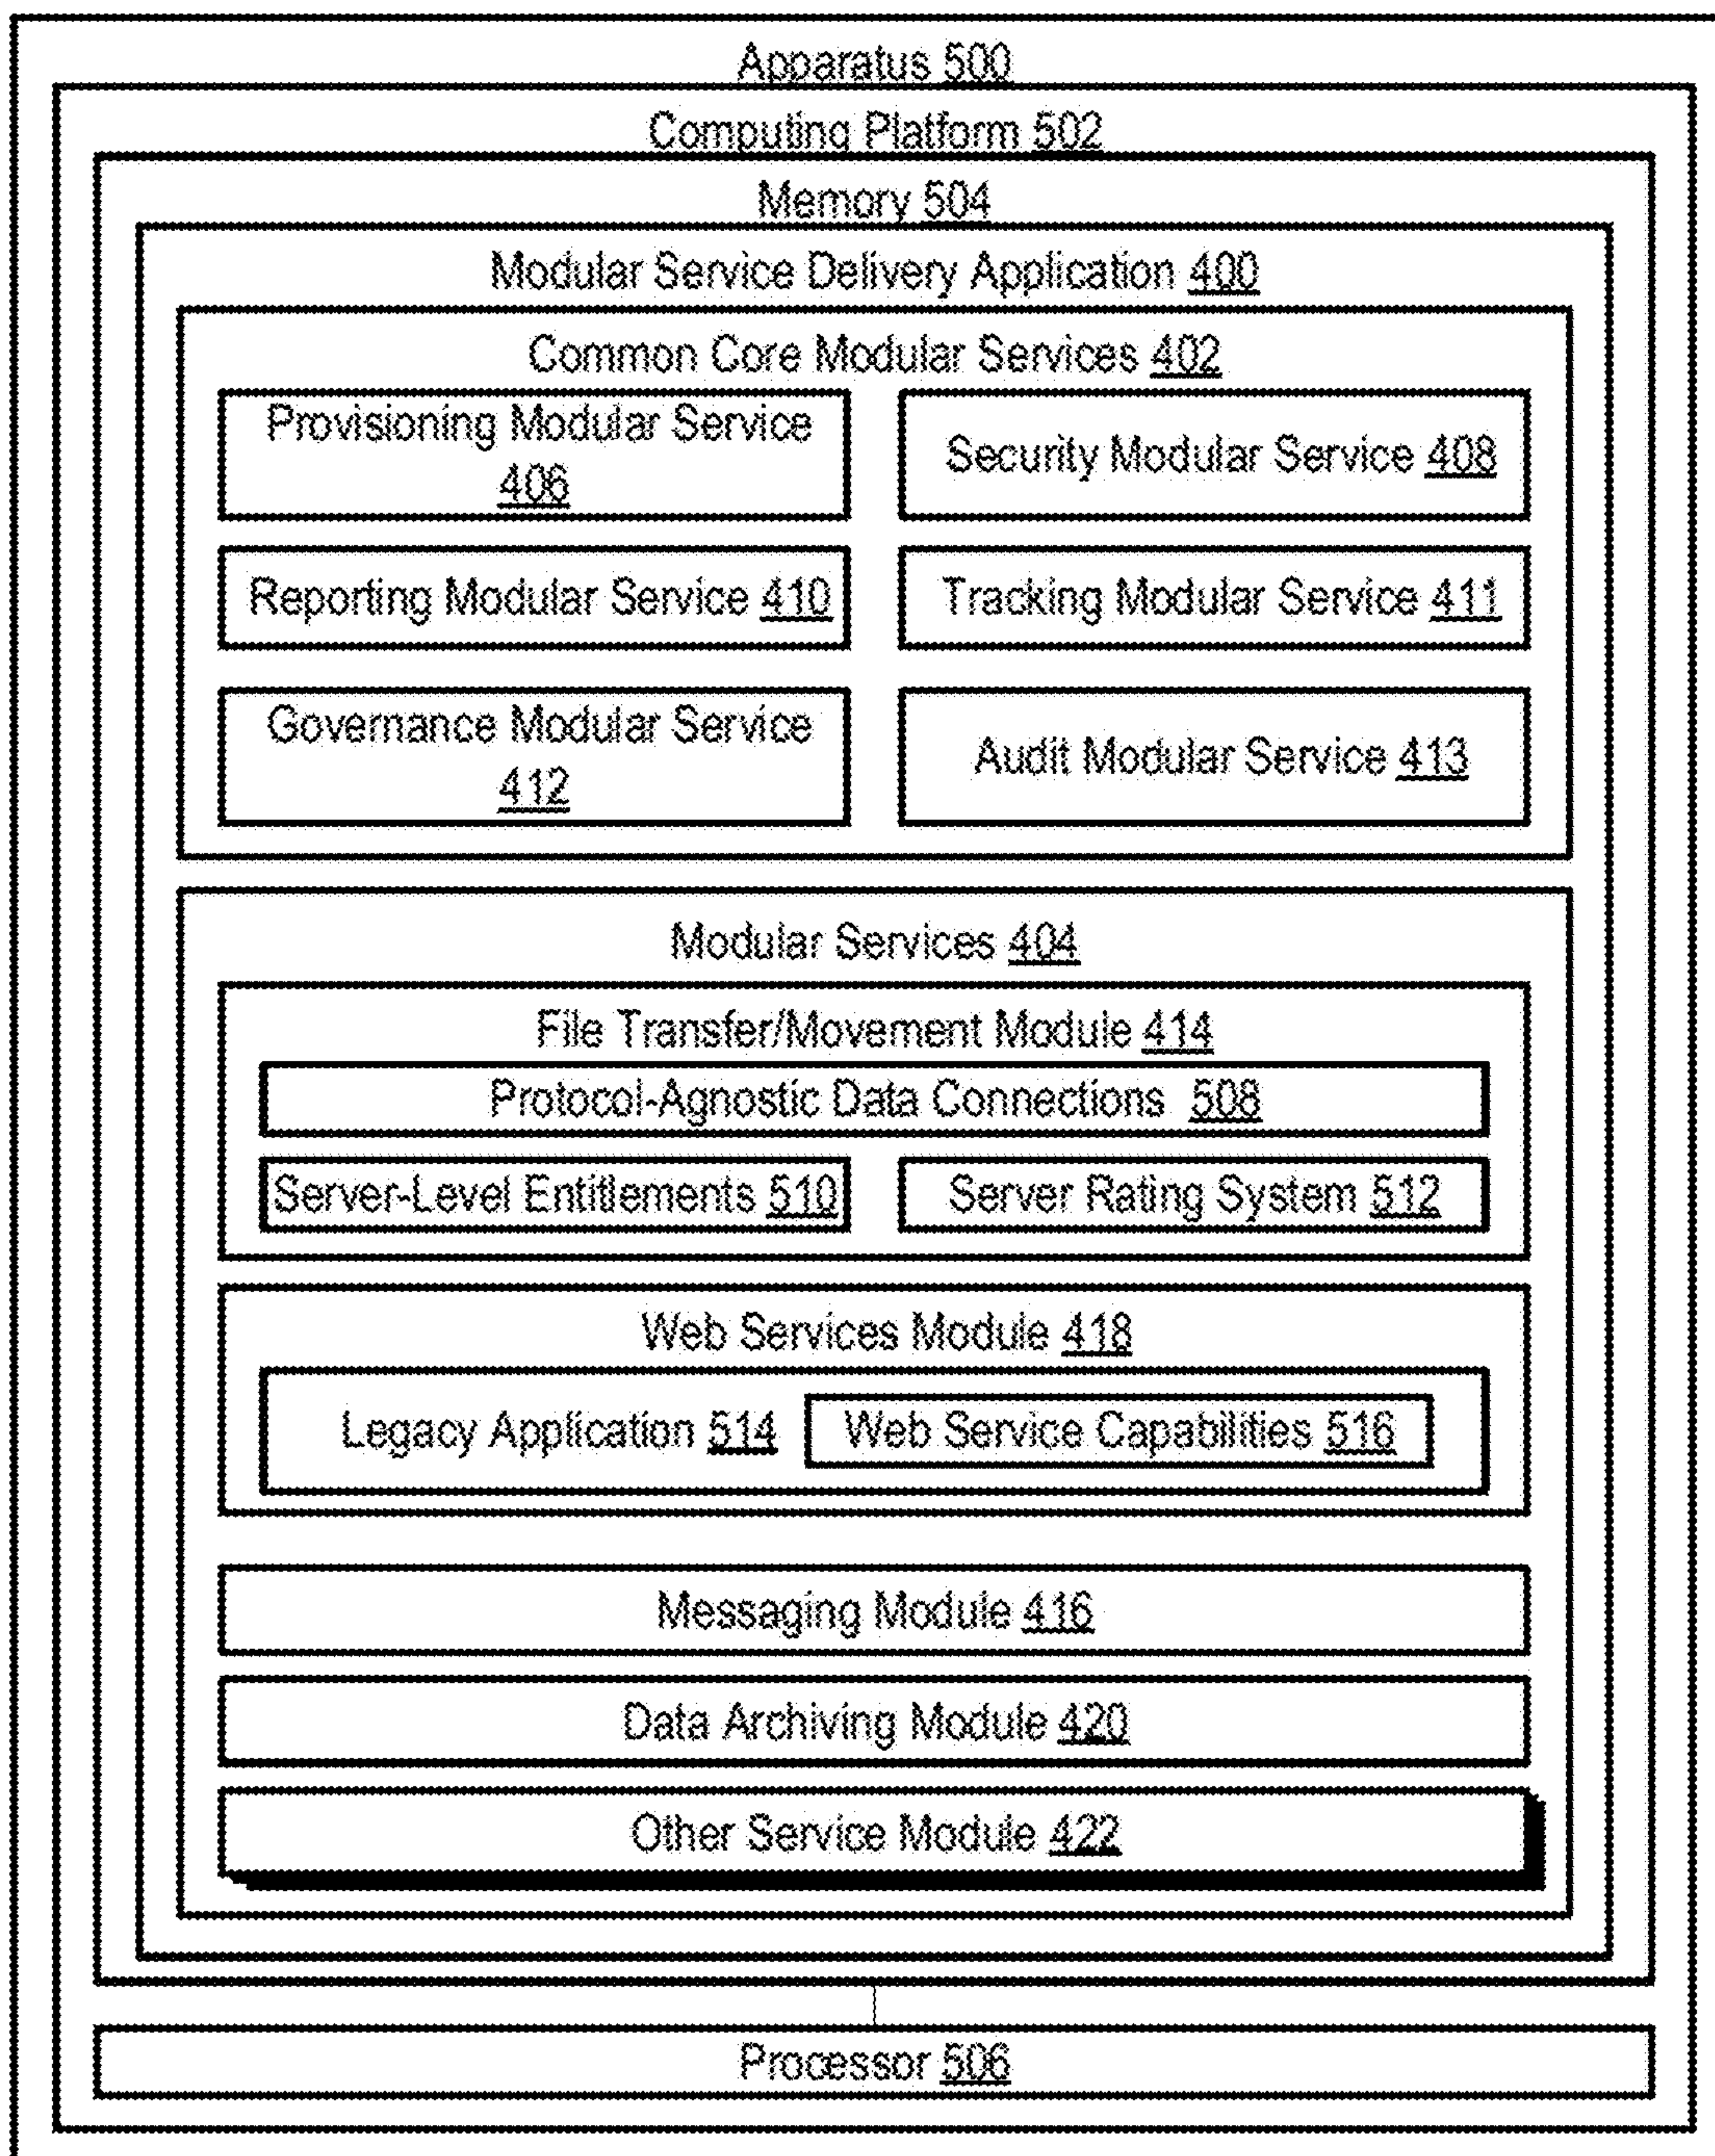 Apparatus 500
Computing Platform 502
Memory 504
Modular Service Delivery Application 400
Common Core Modular Services 402
Provisioning Modular Service
406
Security Modular Service 408
Reporting Modular Service 410
Tracking Modular Service 411
Governance Modular Service
412
Audit Modular Service 413
Modular Services 404
File Transfer/Movement Module 414
Protocol-Agnostic Data Connections 508
Server-Level Entitlements 510
Server Rating System 512
Web Services Module 418
Legacy Application 514
Web Service Capabilities 516
Messaging Module 416
Data Archiving Module 420
Other Service Module 422
Processor 506